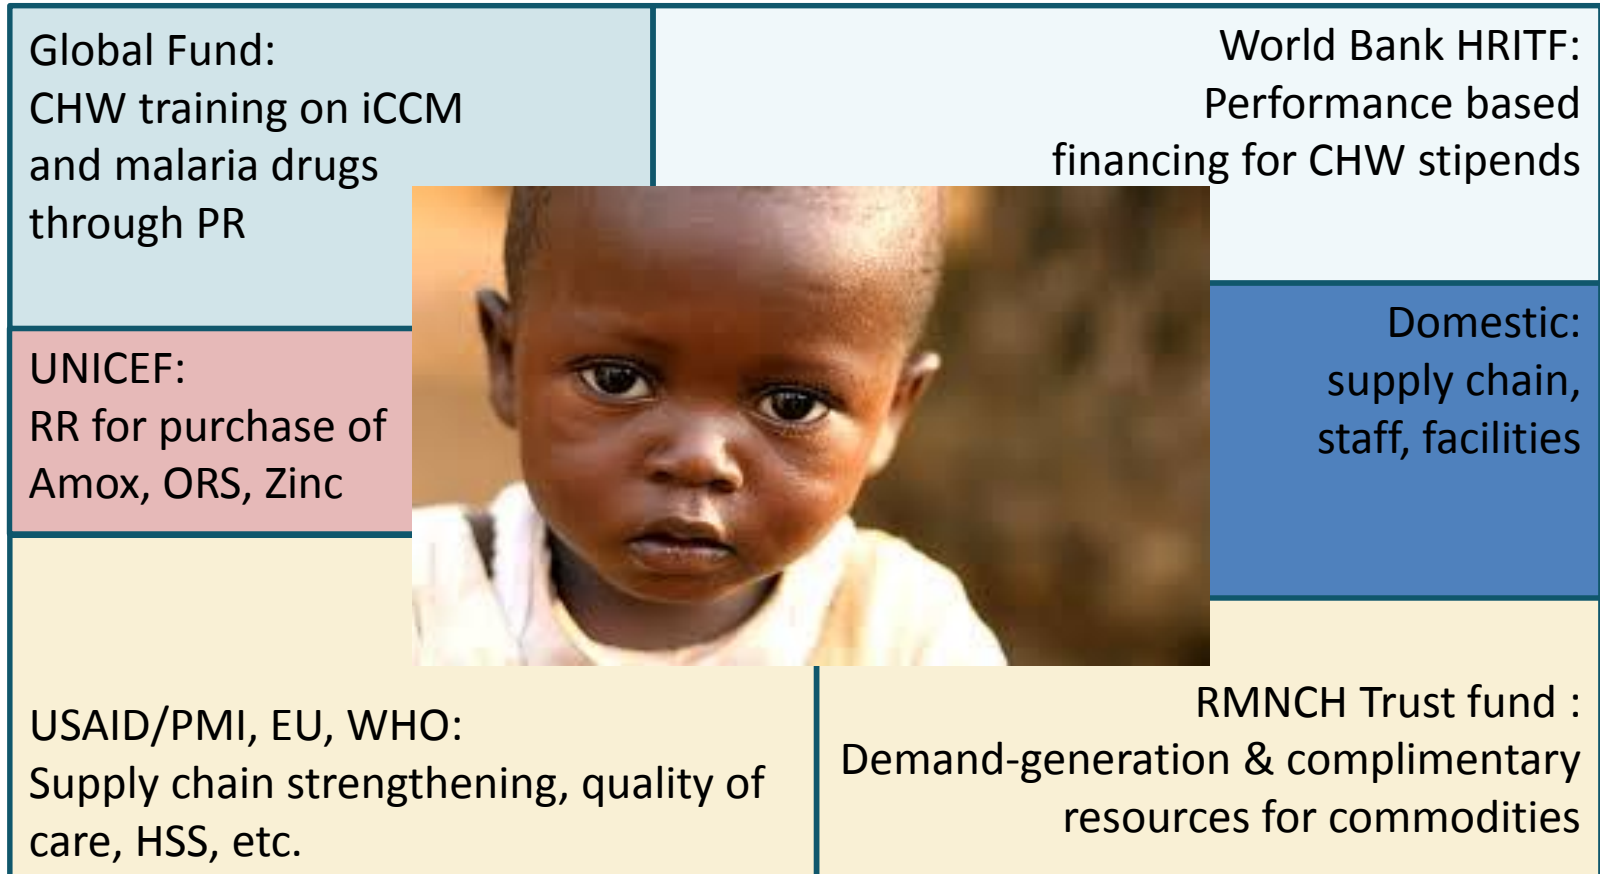 Global Fund:
CHW training on iCCM
and malaria drugs
through PR
World Bank HRITF:
Performance based
financing for CHW stipends
UNICEF:
RR for purchase of
Amox, ORS, Zinc
Domestic:
supply chain,
staff, facilities
USAID/PMI, EU, WHO:
Supply chain strengthening, quality of
care, HSS, etc.
RMNCH Trust fund :
Demand-generation & complimentary
resources for commodities